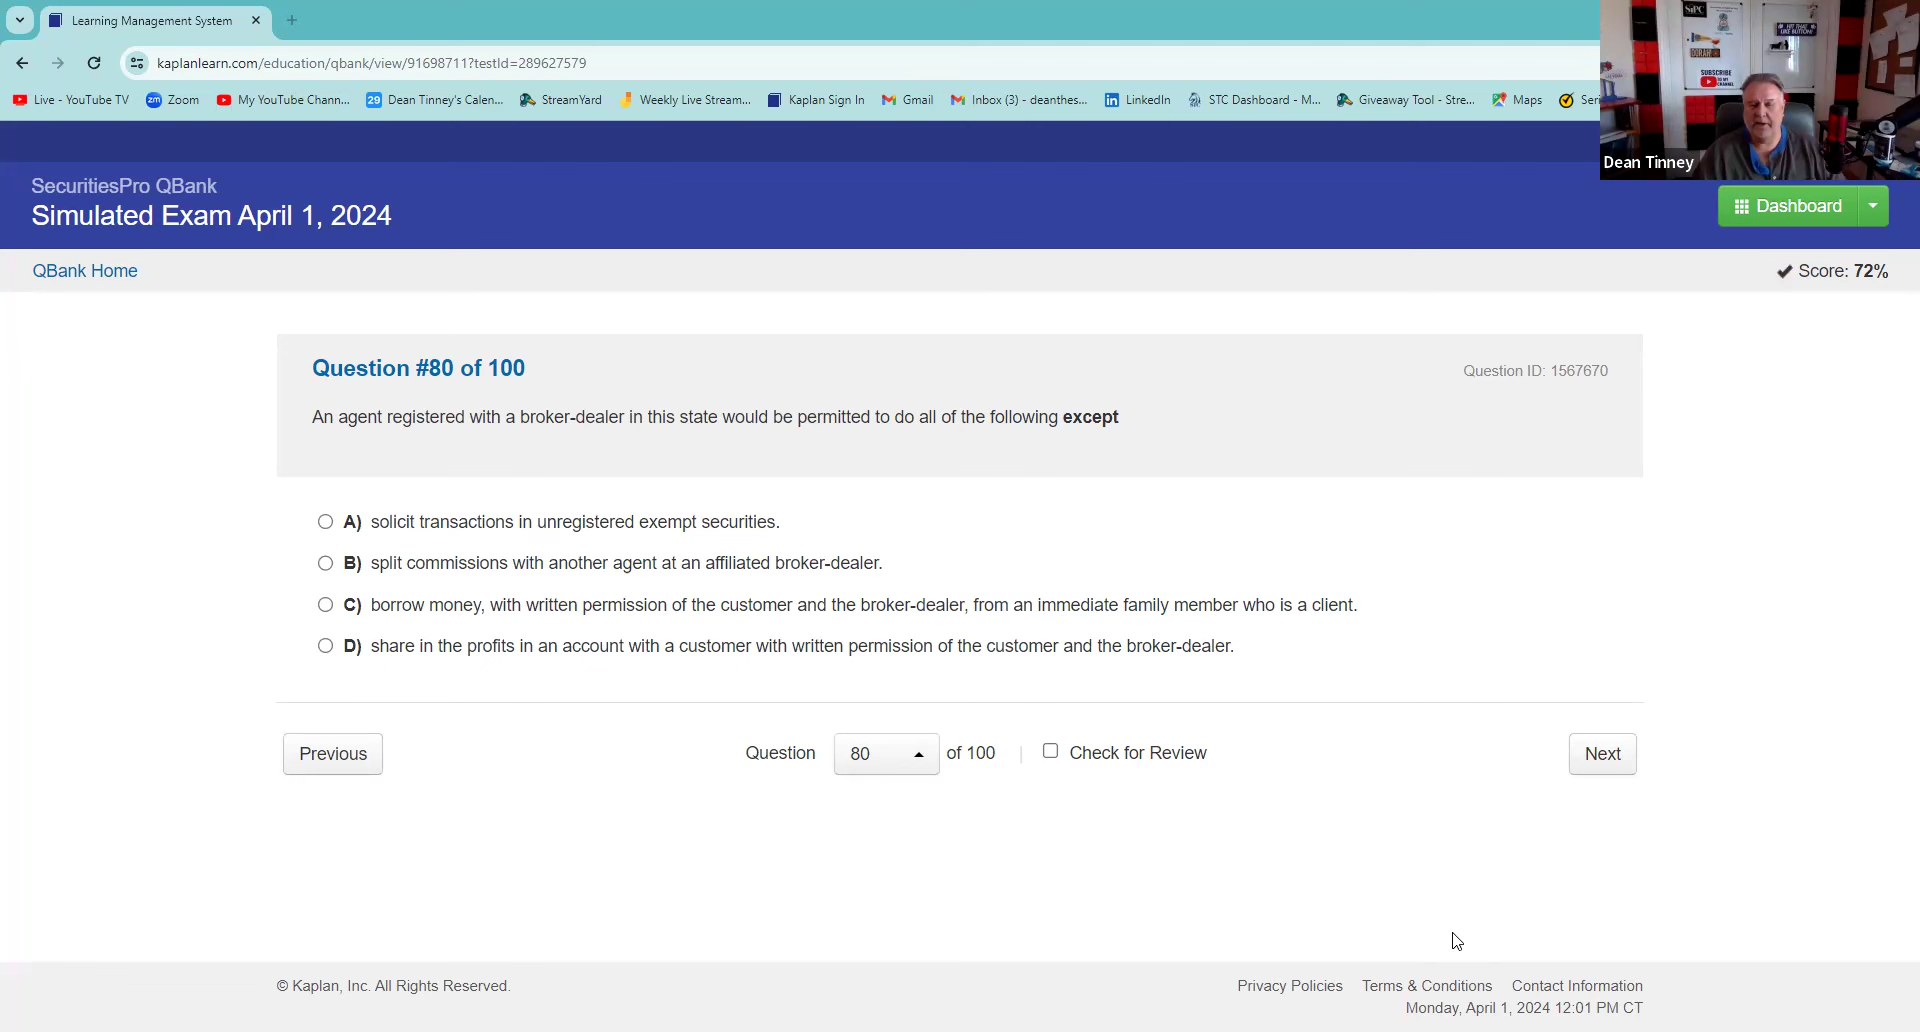 Learning Management System
kaplanlearn.com/education/qbank/view/91698711?testId=289627579
Live - YouTube TV
Zoom
My YouTube Chann...
29 Dean Tinney's Calen...
StreamYard
Weekly Live Stream...
Kaplan Sign In
Gmail
Inbox (3) - deanthes...
LinkedIn
STC Dashboard - M...
Giveaway Tool - Stre...
Maps
SIPC
HIT THAT LIKE BUTTON!
SUBSCRIBE
Dean Tinney
SecuritiesPro QBank
Simulated Exam April 1, 2024
Dashboard
QBank Home
Score: 72%
Question #80 of 100
Question ID: 1567670
An agent registered with a broker-dealer in this state would be permitted to do all of the following except
A) solicit transactions in unregistered exempt securities.
B) split commissions with another agent at an affiliated broker-dealer.
C) borrow money, with written permission of the customer and the broker-dealer, from an immediate family member who is a client.
D) share in the profits in an account with a customer with written permission of the customer and the broker-dealer.
Previous
Question 80 of 100 | Check for Review
Next
© Kaplan, Inc. All Rights Reserved.
Privacy Policies Terms & Conditions Contact Information
Monday, April 1, 2024 12:01 PM CT